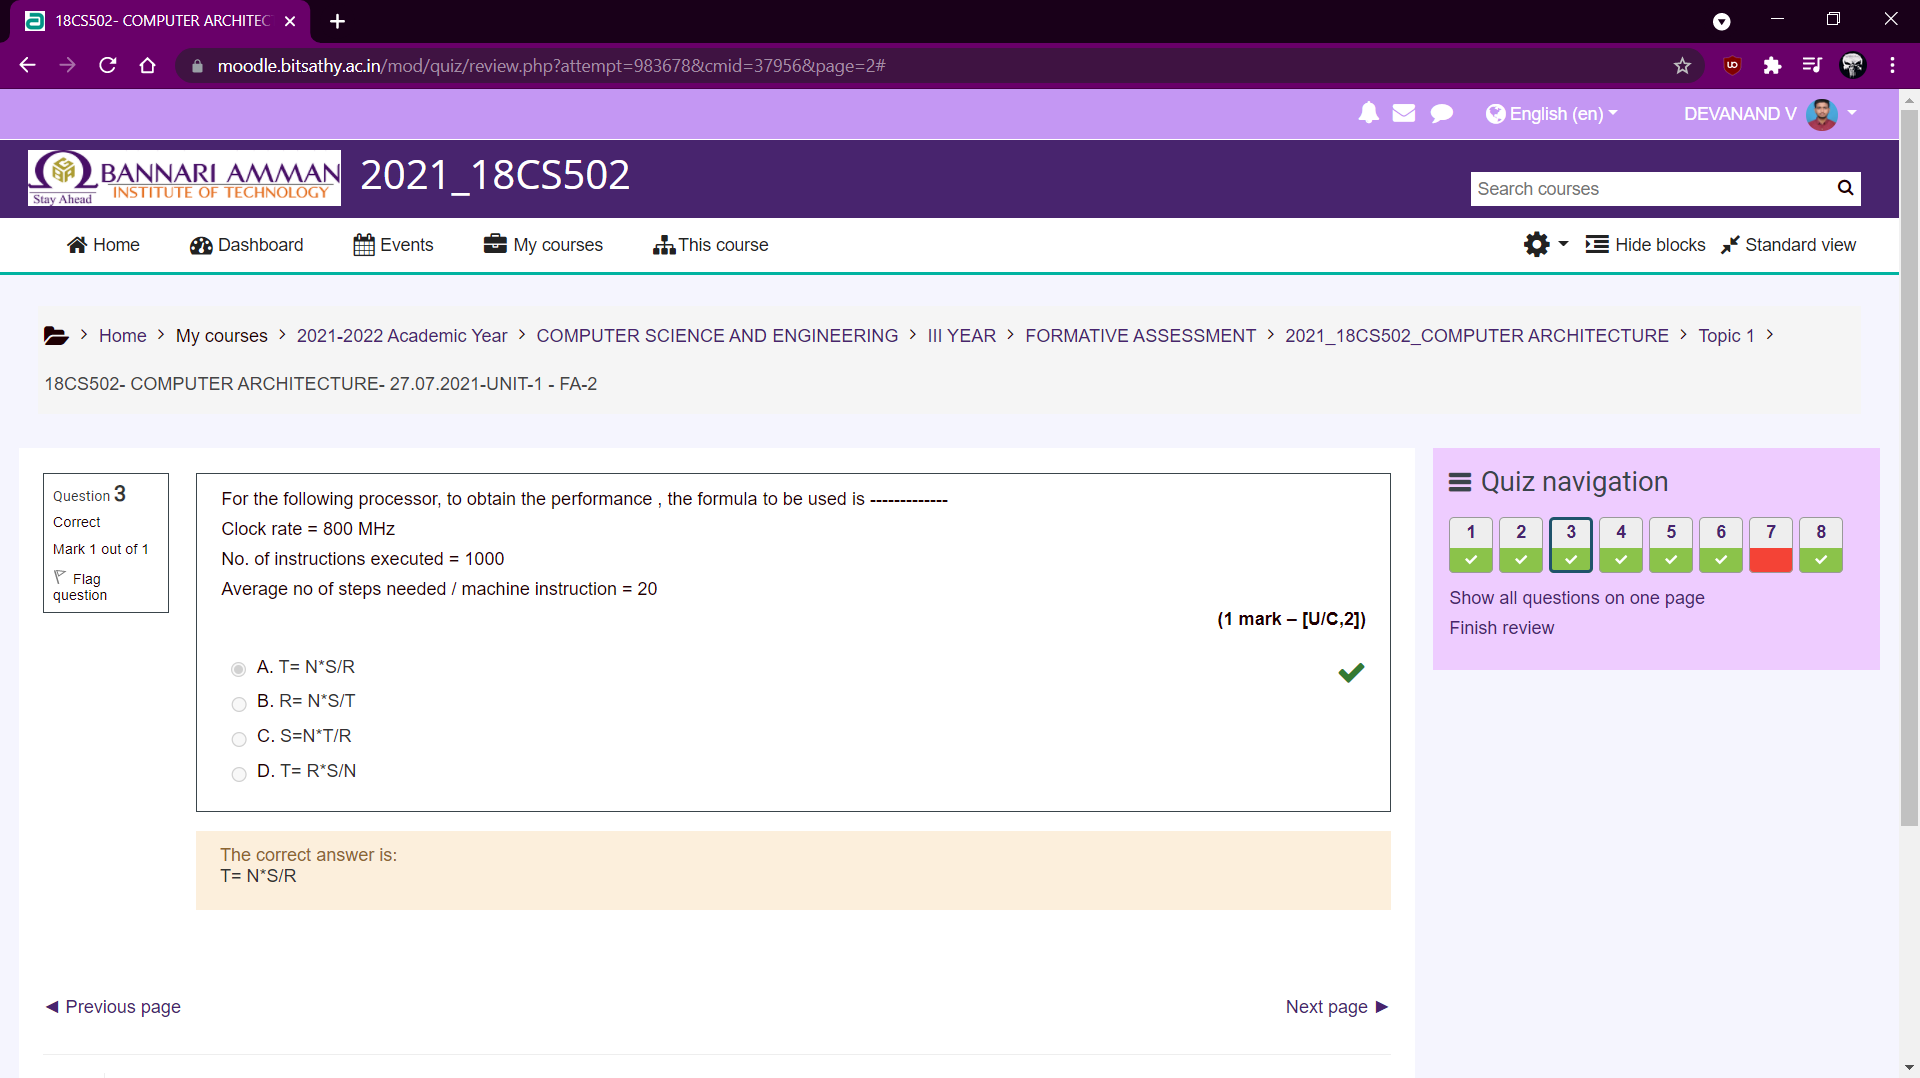 18CS502- COMPUTER ARCHITEC
moodle.bitsathy.ac.in/mod/quiz/review.php?attempt=983678&cmid=37956&page=2#
English (en)
DEVANAND V
BANNARI AMMAN
INSTITUTE OF TECHNOLOGY
Stay Ahead
2021_18CS502
Search courses
Home
Dashboard
Events
My courses
This course
Hide blocks
Standard view
Home > My courses > 2021-2022 Academic Year > COMPUTER SCIENCE AND ENGINEERING > III YEAR > FORMATIVE ASSESSMENT > 2021_18CS502_COMPUTER ARCHITECTURE > Topic 1 >
18CS502- COMPUTER ARCHITECTURE- 27.07.2021-UNIT-1 - FA-2
Question 3
Correct
Mark 1 out of 1
Flag
question
For the following processor, to obtain the performance , the formula to be used is -------------
Clock rate = 800 MHz
No. of instructions executed = 1000
Average no of steps needed / machine instruction = 20
(1 mark – [U/C,2])
A. T= N*S/R
B. R= N*S/T
C. S=N*T/R
D. T= R*S/N
The correct answer is:
T= N*S/R
◄ Previous page
Next page ►
Quiz navigation
1 2 3 4 5 6 7 8
Show all questions on one page
Finish review